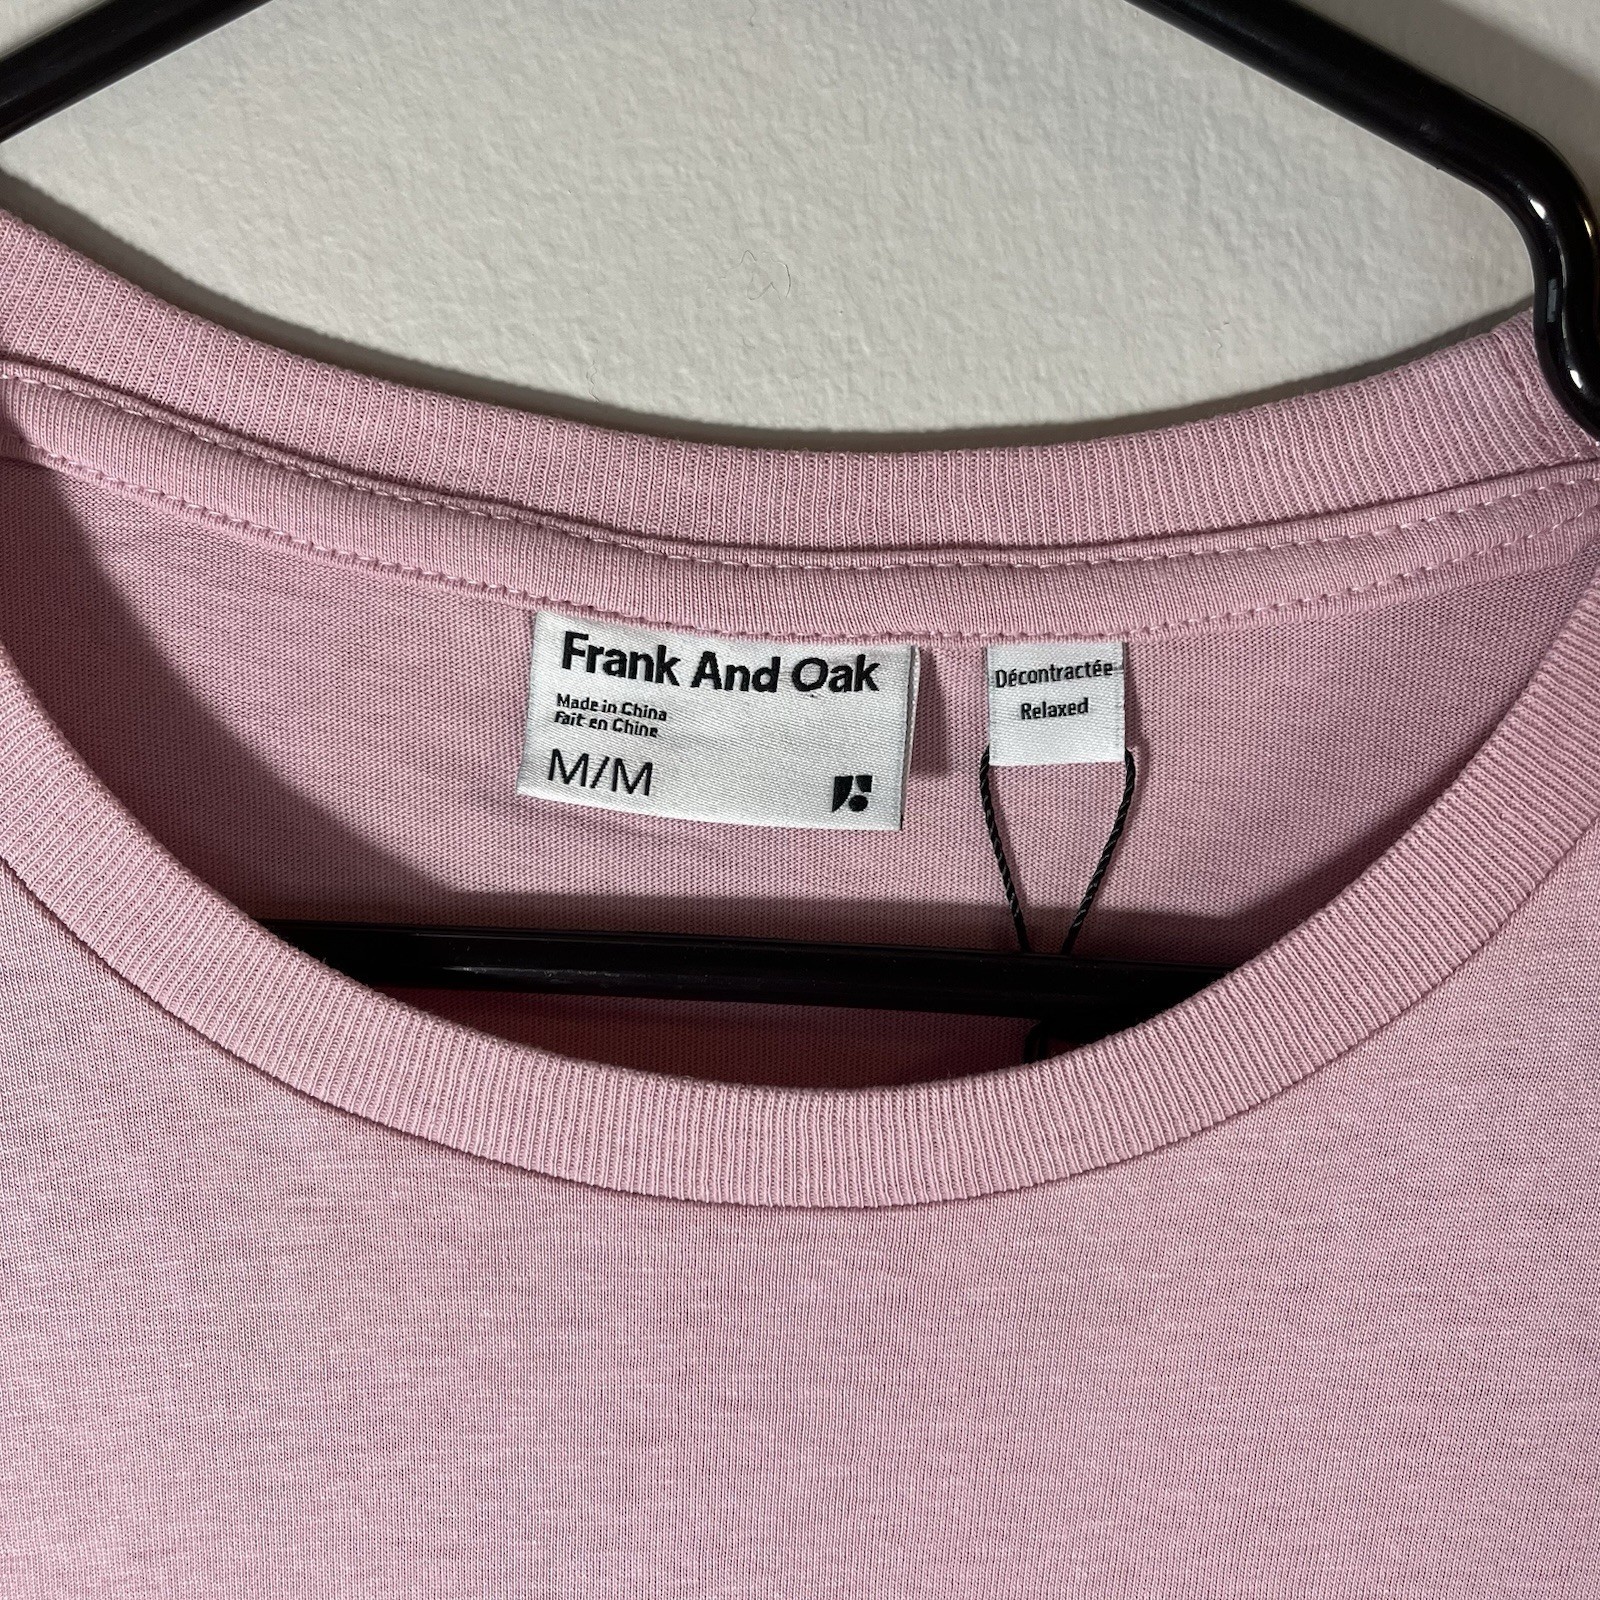 Frank And Oak
Made in China
Fait en Chine
M/M
Décontractée
Relaxed